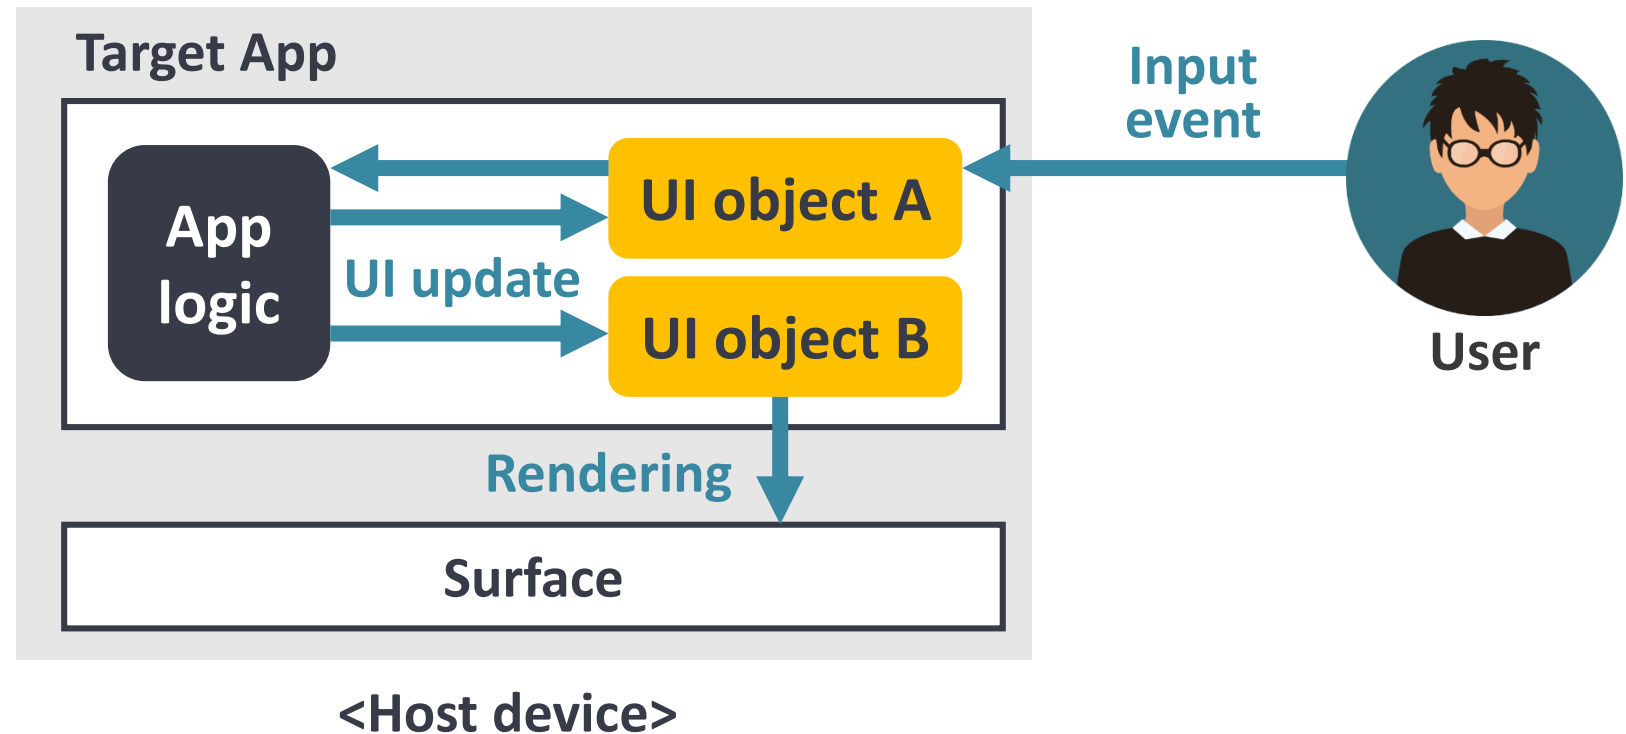 Target App
Input
event
App
logic
UI object A
UI update
UI object B
User
Rendering
Surface
<Host device>